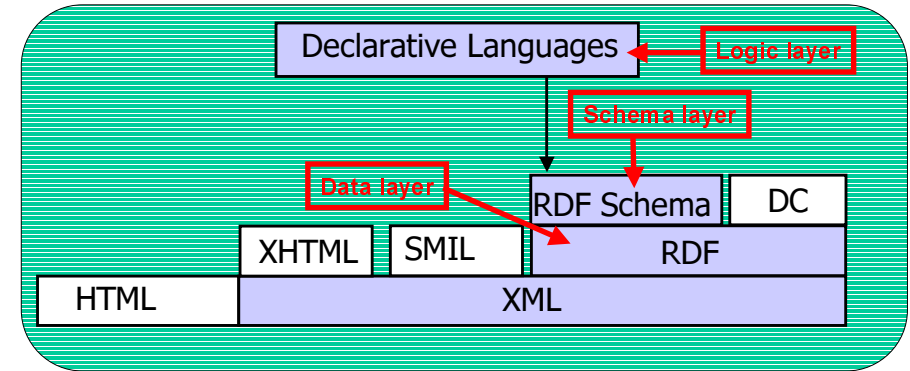 Declarative Languages
Logic layer
Schema layer
Data layer
RDF Schema
DC
XHTML
SMIL
RDF
HTML
XML